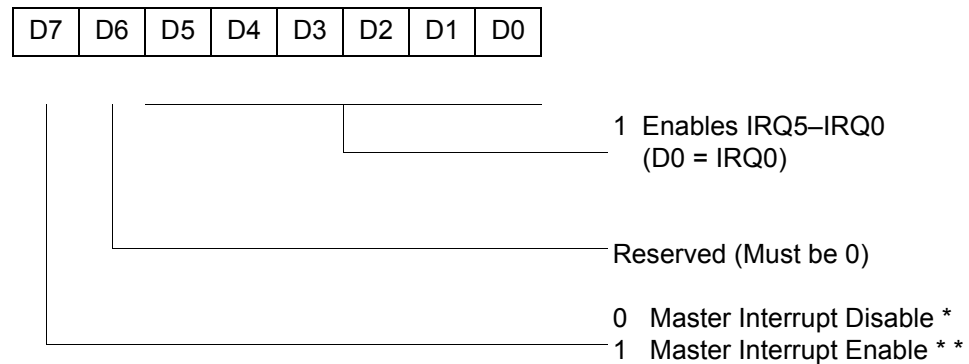 D7 D6 D5 D4 D3 D2 D1 D0
1 Enables IRQ5–IRQ0
(D0 = IRQ0)
Reserved (Must be 0)
0 Master Interrupt Disable *
1 Master Interrupt Enable * *